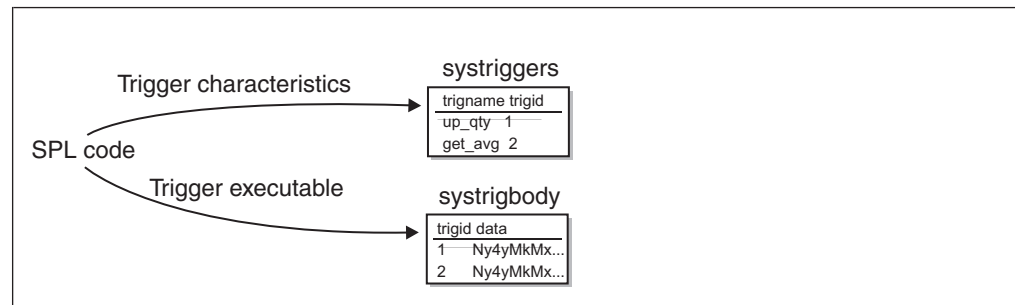 systriggers
Trigger characteristics
trigname trigid
up_qty 1
get_avg 2
SPL code
Trigger executable
systrigbody
trigid data
1 Ny4yMkMx...
2 Ny4yMkMx...